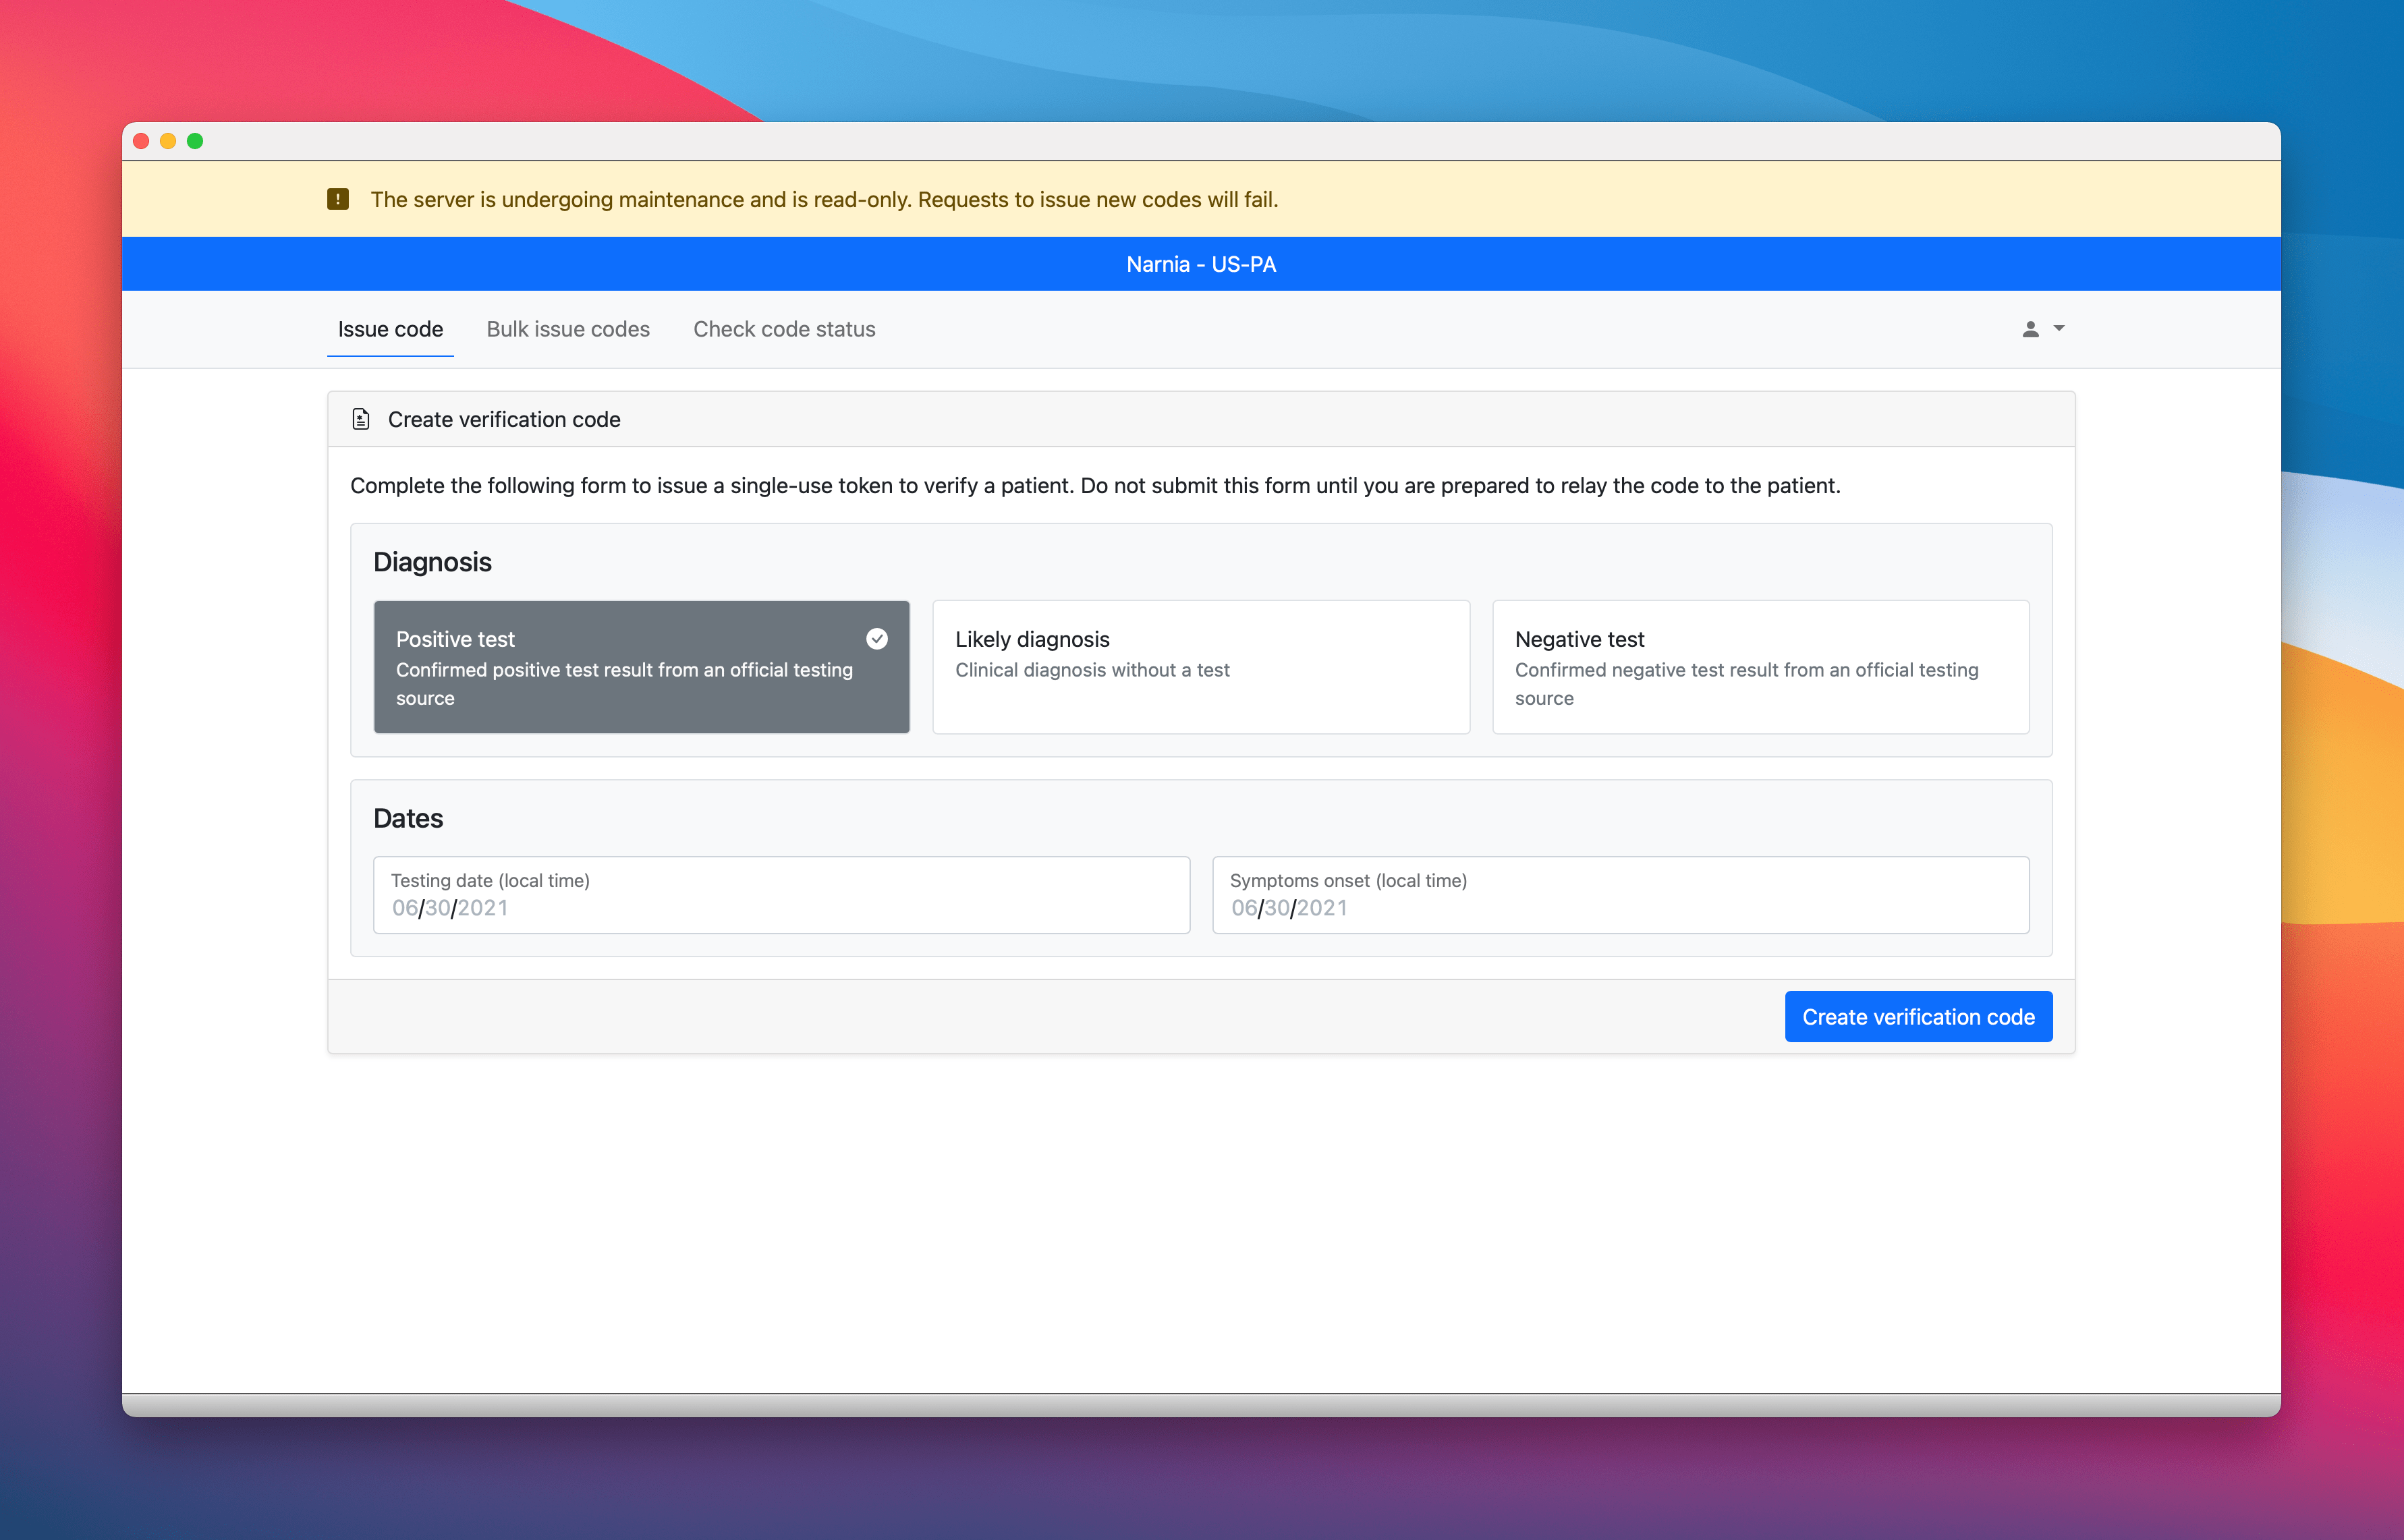 The server is undergoing maintenance and is read-only. Requests to issue new codes will fail.
Narnia - US-PA
Issue code
Bulk issue codes
Check code status
Create verification code
Complete the following form to issue a single-use token to verify a patient. Do not submit this form until you are prepared to relay the code to the patient.
Diagnosis
Positive test
Confirmed positive test result from an official testing
source
Likely diagnosis
Clinical diagnosis without a test
Negative test
Confirmed negative test result from an official testing
source
Dates
Testing date (local time)
06/30/2021
Symptoms onset (local time)
06/30/2021
Create verification code